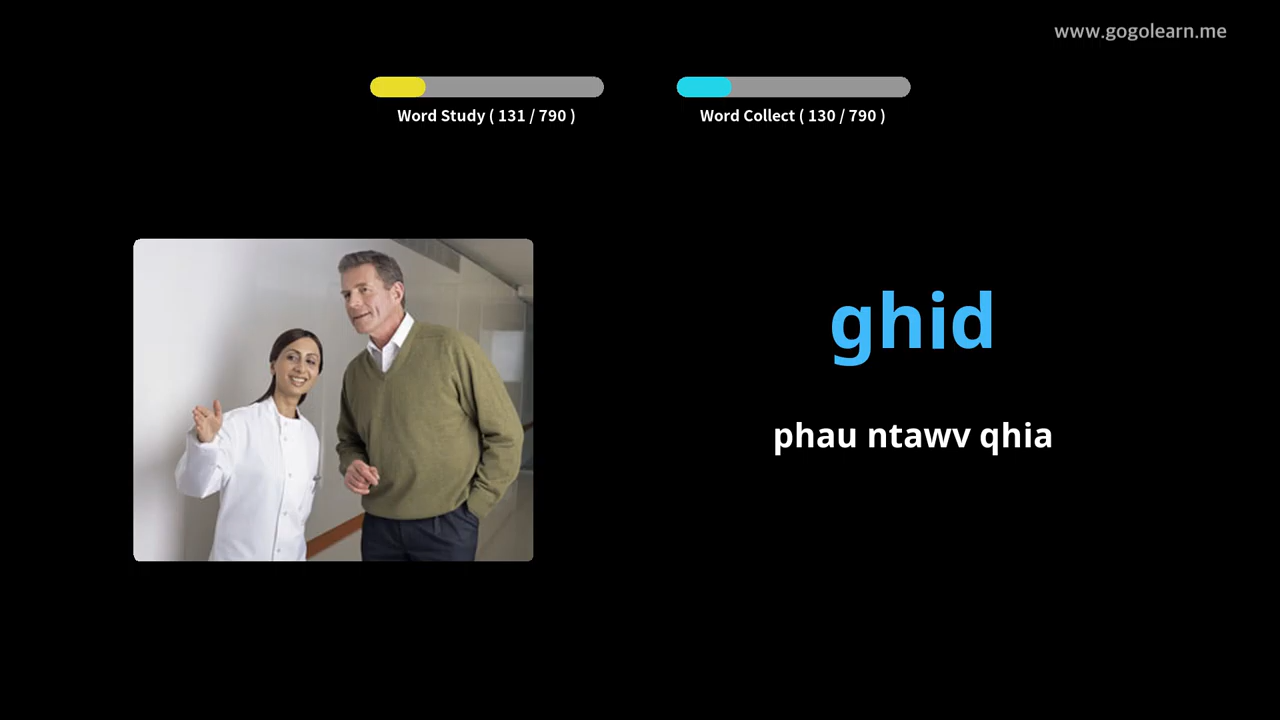 www.gogolearn.me
Word Study ( 131 / 790 )
Word Collect ( 130 / 790 )
ghid
phau ntawv qhia